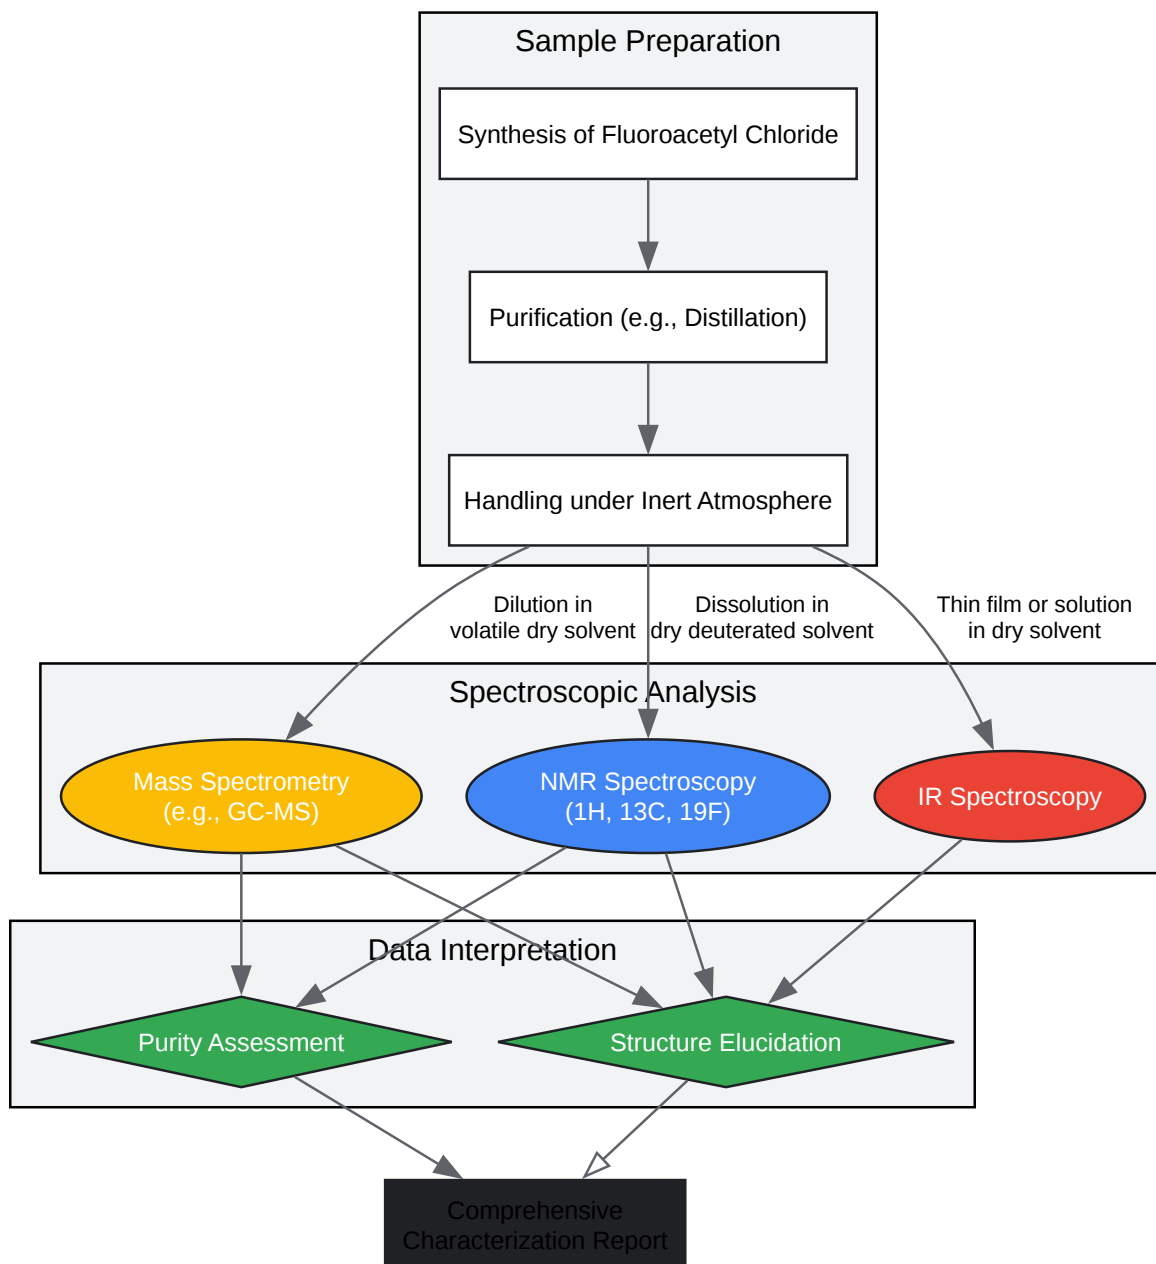 Sample Preparation
Synthesis of Fluoroacetyl Chloride
Purification (e.g., Distillation)
Handling under Inert Atmosphere
Dilution in
volatile dry solvent
Dissolution in
dry deuterated solvent
Thin film or solution
in dry solvent
Spectroscopic Analysis
Mass Spectrometry
(e.g., GC-MS)
NMR Spectroscopy
(1H, 13C, 19F)
IR Spectroscopy
Data Interpretation
Purity Assessment
Structure Elucidation
Comprehensive
Characterization Report